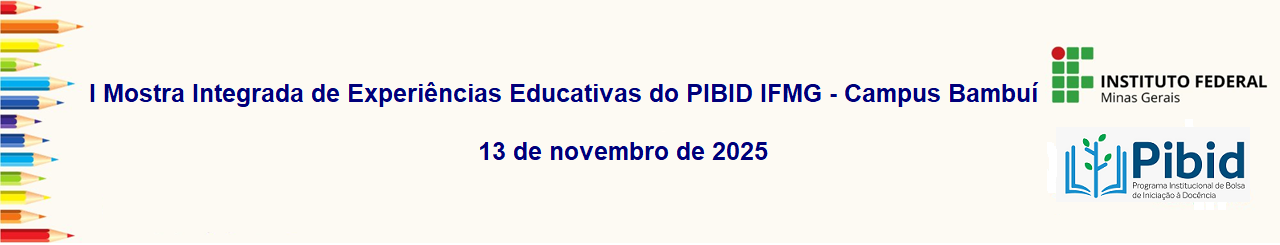 I Mostra Integrada de Experiências Educativas do PIBID IFMG - Campus Bambuí
13 de novembro de 2025
INSTITUTO FEDERAL
Minas Gerais
Pibid
Programa Institucional de Bolsa
de Iniciação à Docência